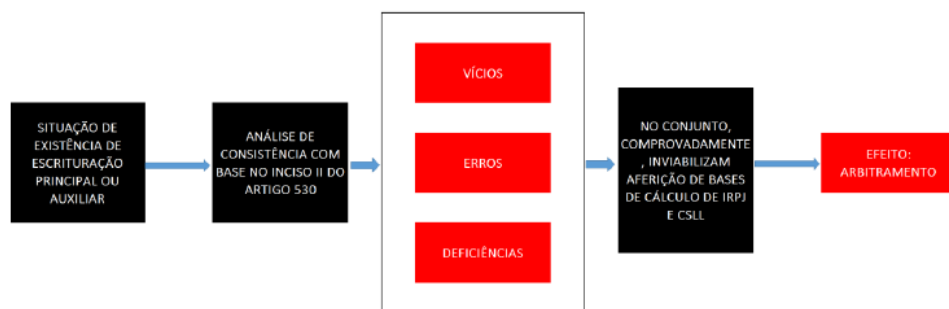 SITUAÇÃO DE
EXISTÊNCIA DE
ESCRITURAÇÃO
PRINCIPAL OU
AUXILIAR
ANÁLISE DE
CONSISTÊNCIA COM
BASE NO INCISO II DO
ARTIGO 530
VÍCIOS
ERROS
DEFICIÊNCIAS
NO CONJUNTO,
COMPROVADAMENTE
, INVIABILIZAM
AFERIÇÃO DE BASES
DE CÁLCULO DE IRPJ
E CSLL
EFEITO:
ARBITRAMENTO